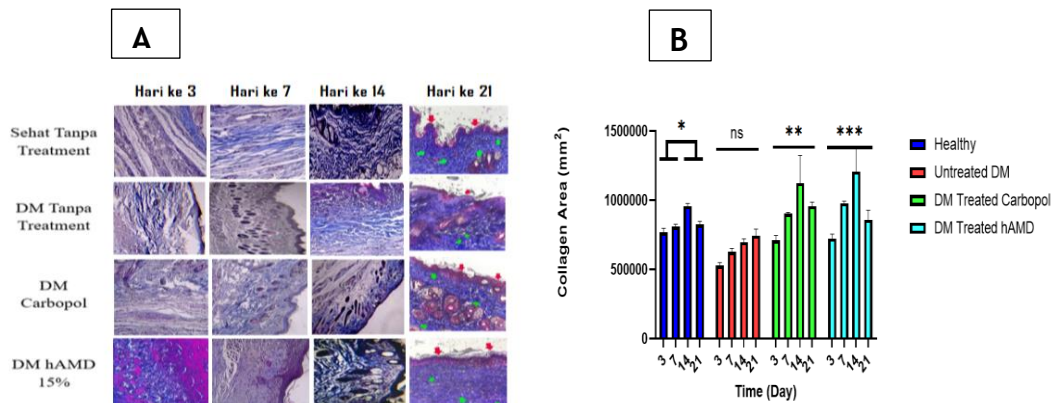 A
Hari ke 3 Hari ke 7 Hari ke 14 Hari ke 21
Sehat Tanpa
Treatment
DM Tanpa
Treatment
DM
Carbopol
DM hAMD
15%
B
Collagen Area (mm²)
1500000
1000000
500000
0
* ns ** ***
3 7 14 21 3 7 14 21 3 7 14 21 3 7 14 21
Time (Day)
Healthy
Untreated DM
DM Treated Carbopol
DM Treated hAMD